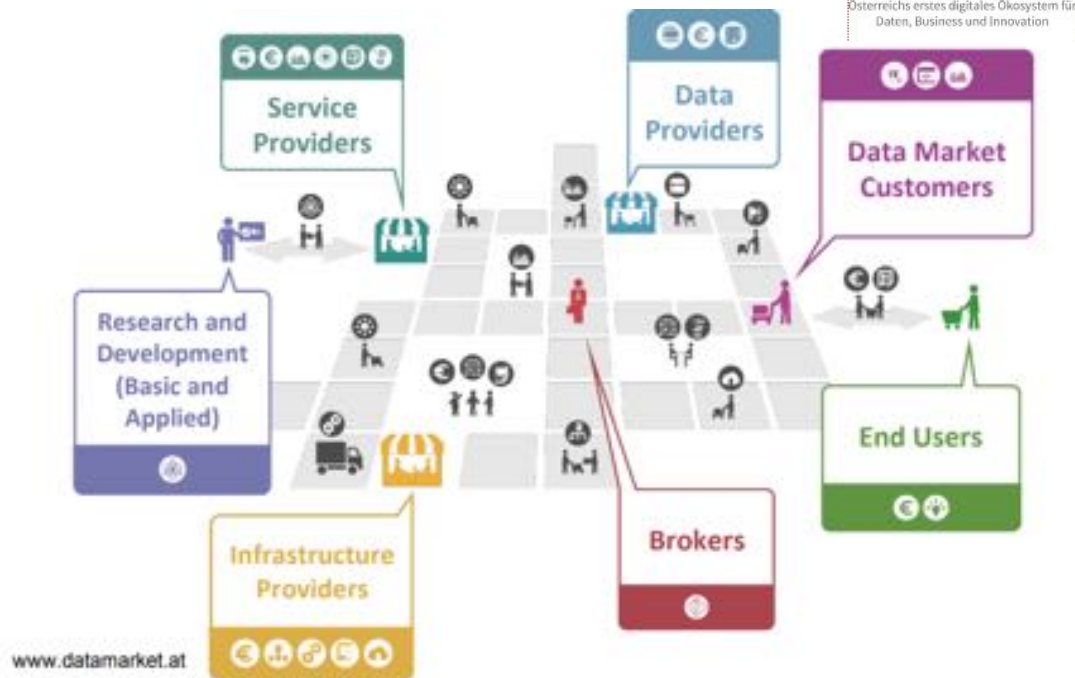 Österreichs erstes digitales Ökosystem für
Daten, Business und Innovation
Service
Providers
Data
Providers
Data Market
Customers
Research and
Development
(Basic and
Applied)
End Users
Infrastructure
Providers
Brokers
www.datamarket.at